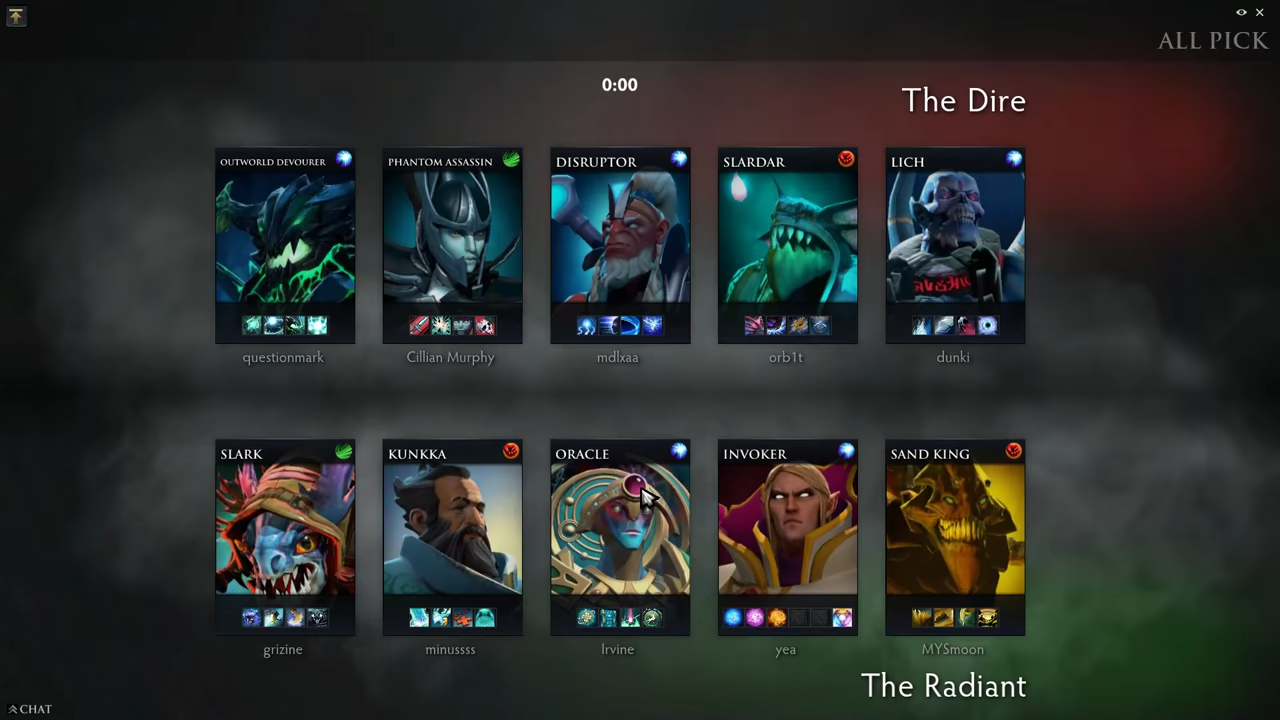 ALL PICK
0:00
The Dire
OUTWORLD DEVOURER
PHANTOM ASSASSIN
DISRUPTOR
SLARDAR
LICH
questionmark
Cillian Murphy
mdlxaa
orb1t
dunki
SLARK
KUNKKA
ORACLE
INVOKER
SAND KING
grizine
minussss
Irvine
yea
MYSmoon
The Radiant
CHAT